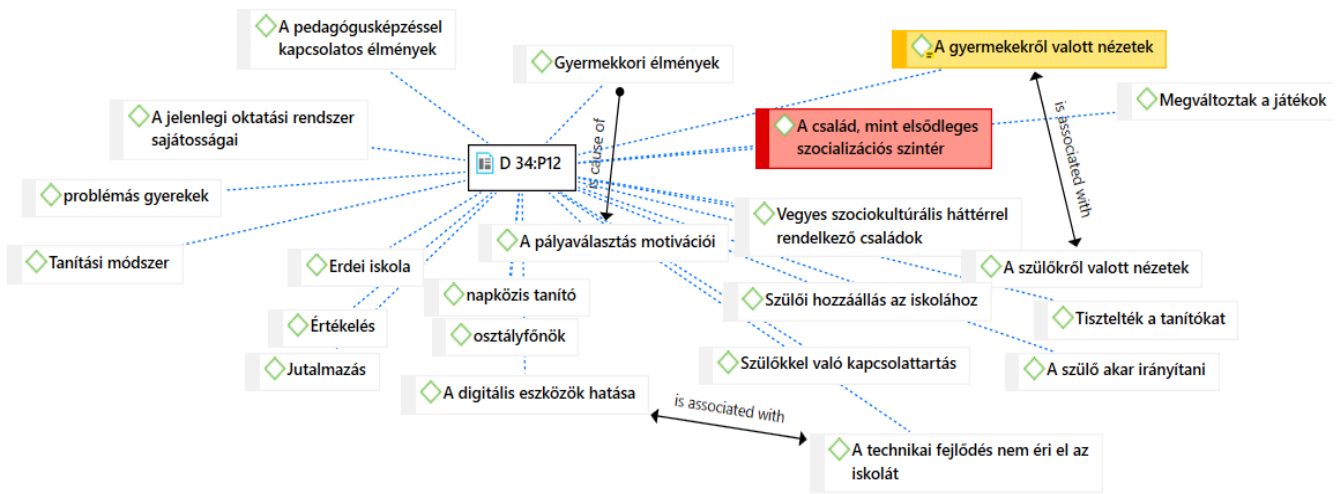 A pedagógusképzéssel
kapcsolatos élmények
Gyermekkori élmények
A gyermekekről valott nézetek
Megváltoztak a játékok
A jelenlegi oktatási rendszer
sajátosságai
A család, mint elsődleges
szocializációs szintér
is cause of
is associated with
D 34:P12
problémás gyerekek
Vegyes szociokultúrális háttérrel
rendelkező családok
A pályaválasztás motivációi
Tanítási módszer
Erdei iskola
A szülőkről valott nézetek
napközis tanító
Szülői hozzáállás az iskolához
Értékelés
Tisztelték a tanítókat
osztályfőnök
Jutalmazás
Szülőkkel való kapcsolattartás
A szülő akar irányítani
A digitális eszközök hatása
is associated with
A technikai fejlődés nem éri el az
iskolát